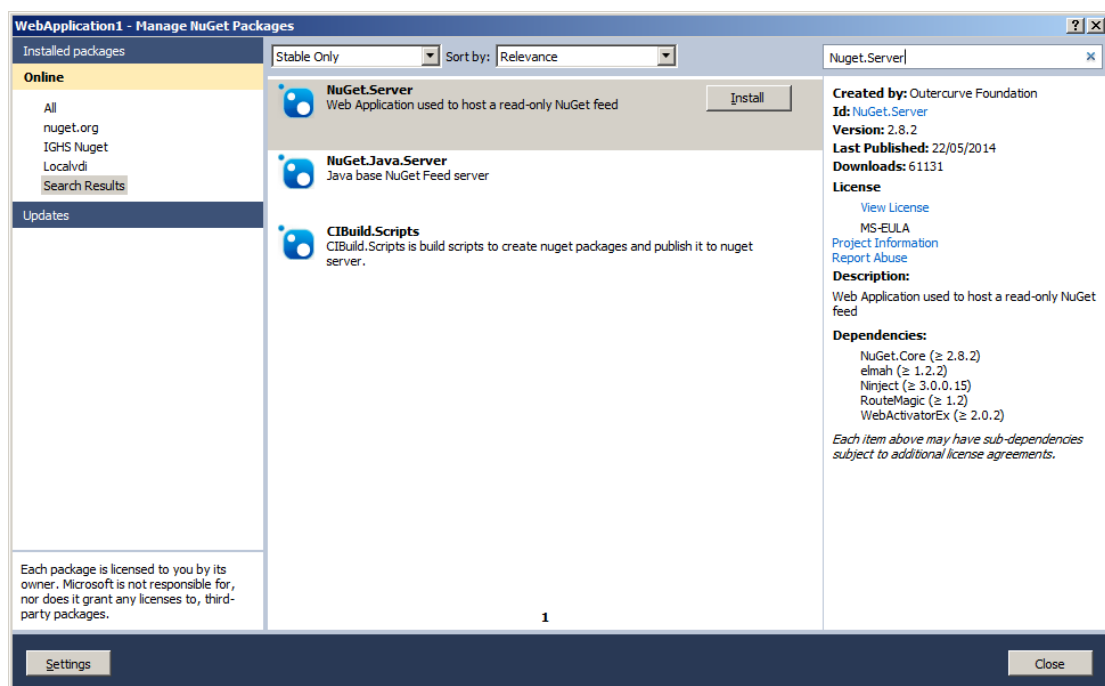 WebApplication1 - Manage NuGet Packages
Installed packages
Online
All
nuget.org
IGHS Nuget
Localvdi
Search Results
Updates
Each package is licensed to you by its
owner. Microsoft is not responsible for,
nor does it grant any licenses to, third-
party packages.
Stable Only
Sort by: Relevance
NuGet.Server
Web Application used to host a read-only NuGet feed
Install
NuGet.Java.Server
Java base NuGet Feed server
CIBuild.Scripts
CIBuild.Scripts is build scripts to create nuget packages and publish it to nuget
server.
1
Nuget.Server
Created by: Outercurve Foundation
Id: NuGet.Server
Version: 2.8.2
Last Published: 22/05/2014
Downloads: 61131
License
View License
MS-EULA
Project Information
Report Abuse
Description:
Web Application used to host a read-only NuGet
feed
Dependencies:
NuGet.Core (≥ 2.8.2)
elmah (≥ 1.2.2)
Ninject (≥ 3.0.0.15)
RouteMagic (≥ 1.2)
WebActivatorEx (≥ 2.0.2)
Each item above may have sub-dependencies
subject to additional license agreements.
Settings
Close